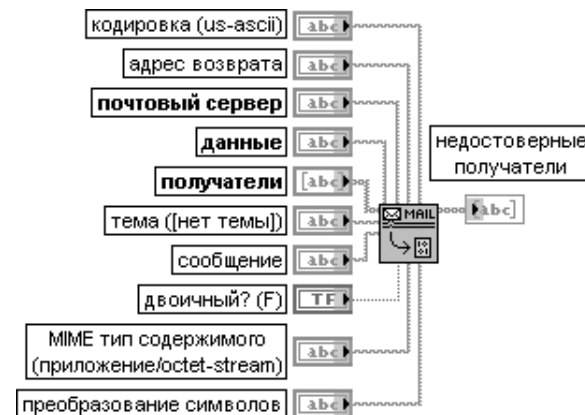 кодировка (us-ascii)
abc
адрес возврата
abc
почтовый сервер
abc
данные
abc
недостоверные
получатели
получатели
[abc]
[abc]
MAIL
тема ([нет темы])
abc
сообщение
abc
двоичный? (F)
TF
MIME тип содержимого
(приложение/octet-stream)
abc
преобразование символов
abc